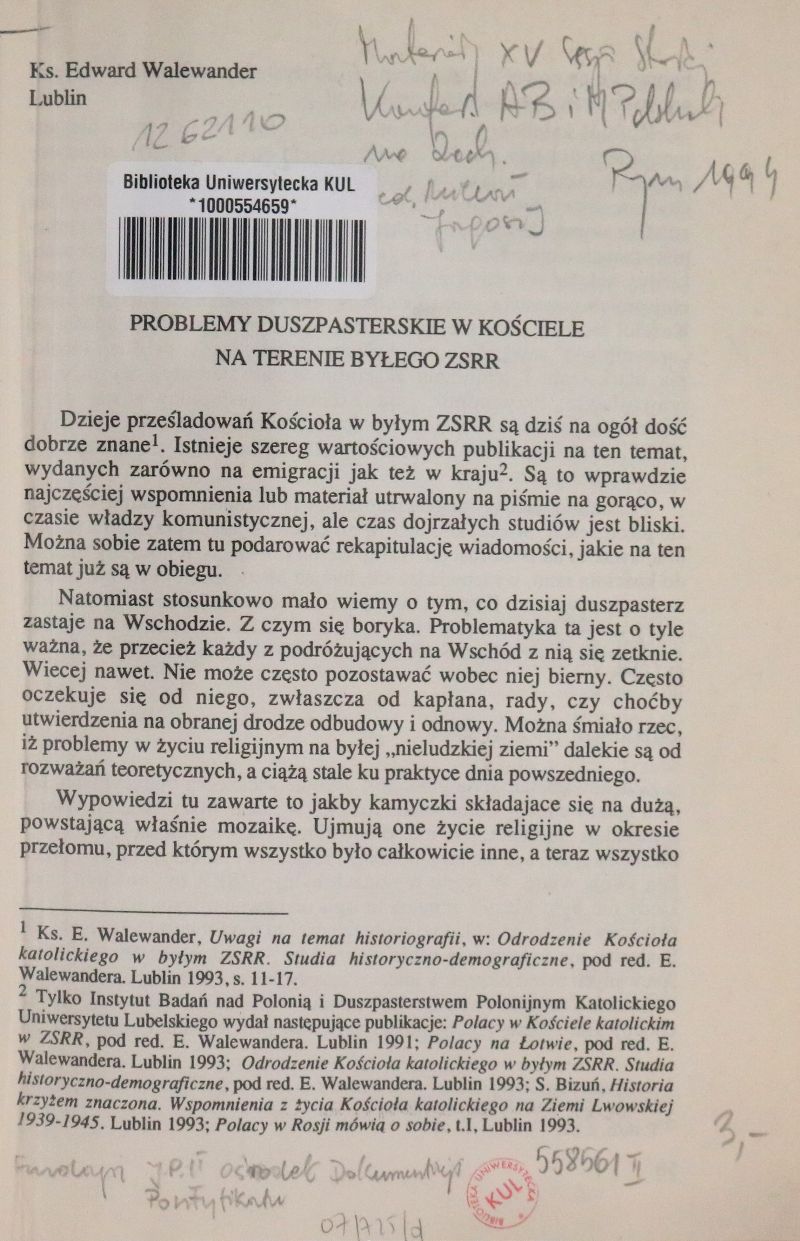 Ks. Edward Walewander
Lublin
1262110
XV
AB i M
Rzym 1994
Biblioteka Uniwersytecka KUL
*1000554659*
PROBLEMY DUSZPASTERSKIE W KOŚCIELE
NA TERENIE BYŁEGO ZSRR
Dzieje prześladowań Kościoła w byłym ZSRR są dziś na ogół dość
dobrze znane¹. Istnieje szereg wartościowych publikacji na ten temat,
wydanych zarówno na emigracji jak też w kraju². Są to wprawdzie
najczęściej wspomnienia lub materiał utrwalony na piśmie na gorąco, w
czasie władzy komunistycznej, ale czas dojrzałych studiów jest bliski.
Można sobie zatem tu podarować rekapitulację wiadomości, jakie na ten
temat już są w obiegu.
Natomiast stosunkowo mało wiemy o tym, co dzisiaj duszpasterz
zastaje na Wschodzie. Z czym się boryka. Problematyka ta jest o tyle
ważna, że przecież każdy z podróżujących na Wschód z nią się zetknie.
Wiecej nawet. Nie może często pozostawać wobec niej bierny. Często
oczekuje się od niego, zwłaszcza od kapłana, rady, czy choćby
utwierdzenia na obranej drodze odbudowy i odnowy. Można śmiało rzec,
iż problemy w życiu religijnym na byłej „nieludzkiej ziemi” dalekie są od
rozważań teoretycznych, a ciążą stale ku praktyce dnia powszedniego.
Wypowiedzi tu zawarte to jakby kamyczki składajace się na dużą,
powstającą właśnie mozaikę. Ujmują one życie religijne w okresie
przełomu, przed którym wszystko było całkowicie inne, a teraz wszystko
¹ Ks. E. Walewander, Uwagi na temat historiografii, w: Odrodzenie Kościoła
katolickiego w byłym ZSRR. Studia historyczno-demograficzne, pod red. E.
Walewandera. Lublin 1993, s. 11-17.
² Tylko Instytut Badań nad Polonią i Duszpasterstwem Polonijnym Katolickiego
Uniwersytetu Lubelskiego wydał następujące publikacje: Polacy w Kościele katolickim
w ZSRR, pod red. E. Walewandera. Lublin 1991; Polacy na Łotwie, pod red. E.
Walewandera. Lublin 1993; Odrodzenie Kościoła katolickiego w byłym ZSRR. Studia
historyczno-demograficzne, pod red. E. Walewandera. Lublin 1993; S. Bizuń, Historia
krzyżem znaczona. Wspomnienia z życia Kościoła katolickiego na Ziemi Lwowskiej
1939-1945. Lublin 1993; Polacy w Rosji mówią o sobie, t.I, Lublin 1993.
3,-
J.P.II Ośrodek Dokumentacji
Pontyfikatu
BIBLIOTEKA UNIWERSYTECKA
KUL
558561 II
07/725/d